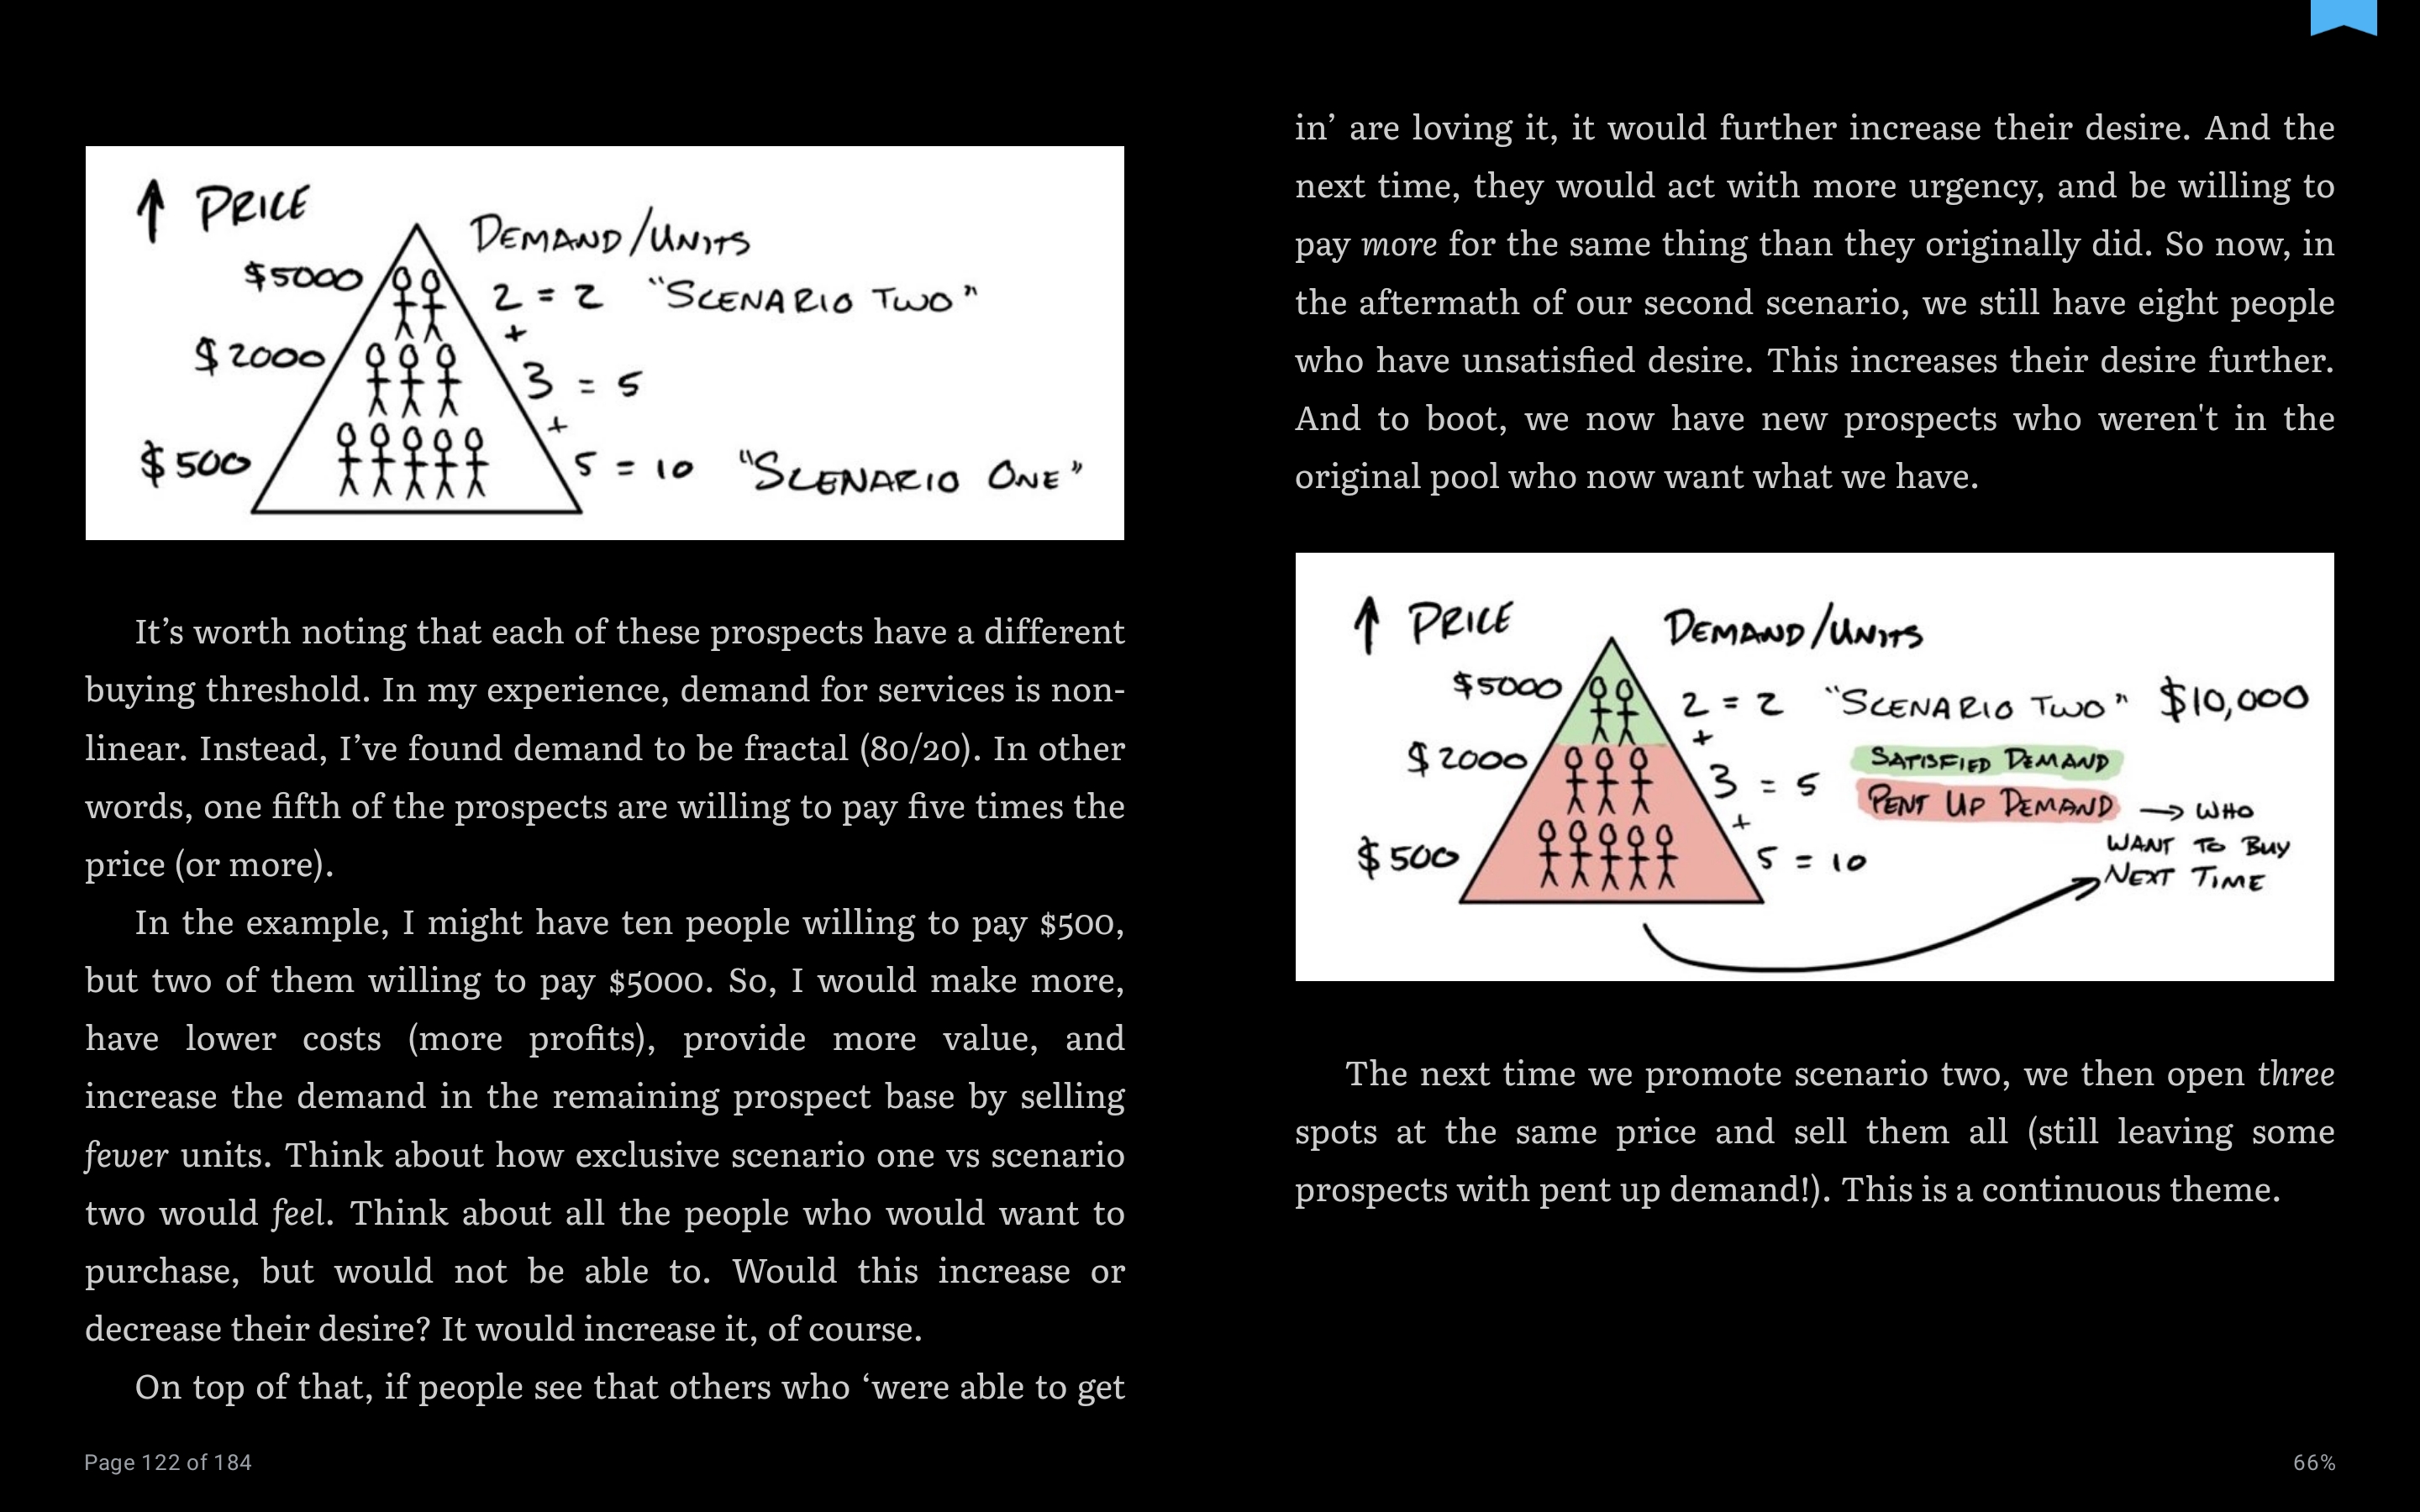 ↑ PRICE
DEMAND/UNITS
$5000
2 = 2 "SCENARIO TWO"
+
$2000
3 = 5
+
$500
5 = 10 "SCENARIO ONE"
It’s worth noting that each of these prospects have a different
buying threshold. In my experience, demand for services is non-
linear. Instead, I’ve found demand to be fractal (80/20). In other
words, one fifth of the prospects are willing to pay five times the
price (or more).
In the example, I might have ten people willing to pay $500,
but two of them willing to pay $5000. So, I would make more,
have lower costs (more profits), provide more value, and
increase the demand in the remaining prospect base by selling
fewer units. Think about how exclusive scenario one vs scenario
two would feel. Think about all the people who would want to
purchase, but would not be able to. Would this increase or
decrease their desire? It would increase it, of course.
On top of that, if people see that others who ‘were able to get
in’ are loving it, it would further increase their desire. And the
next time, they would act with more urgency, and be willing to
pay more for the same thing than they originally did. So now, in
the aftermath of our second scenario, we still have eight people
who have unsatisfied desire. This increases their desire further.
And to boot, we now have new prospects who weren't in the
original pool who now want what we have.
↑ PRICE
DEMAND/UNITS
$5000
2 = 2 "SCENARIO TWO" $10,000
+
SATISFIED DEMAND
$2000
3 = 5
PENT UP DEMAND → WHO
+
WANT TO BUY
$500
5 = 10
NEXT TIME
The next time we promote scenario two, we then open three
spots at the same price and sell them all (still leaving some
prospects with pent up demand!). This is a continuous theme.
Page 122 of 184
66%